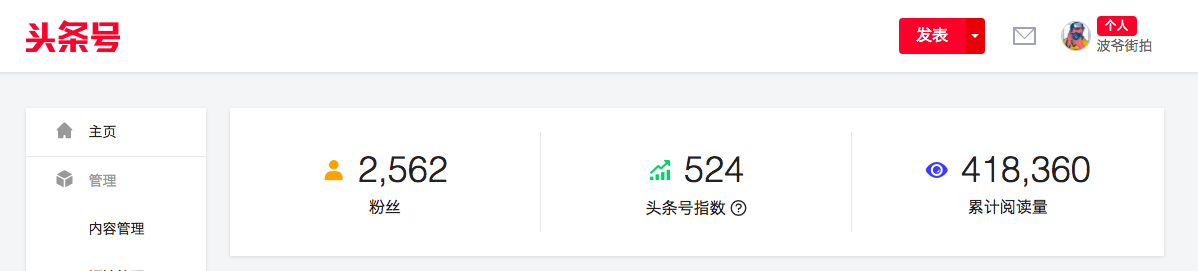 头条号
发表
个人
波爷街拍
主页
管理
内容管理
2,562
粉丝
524
头条号指数
418,360
累计阅读量